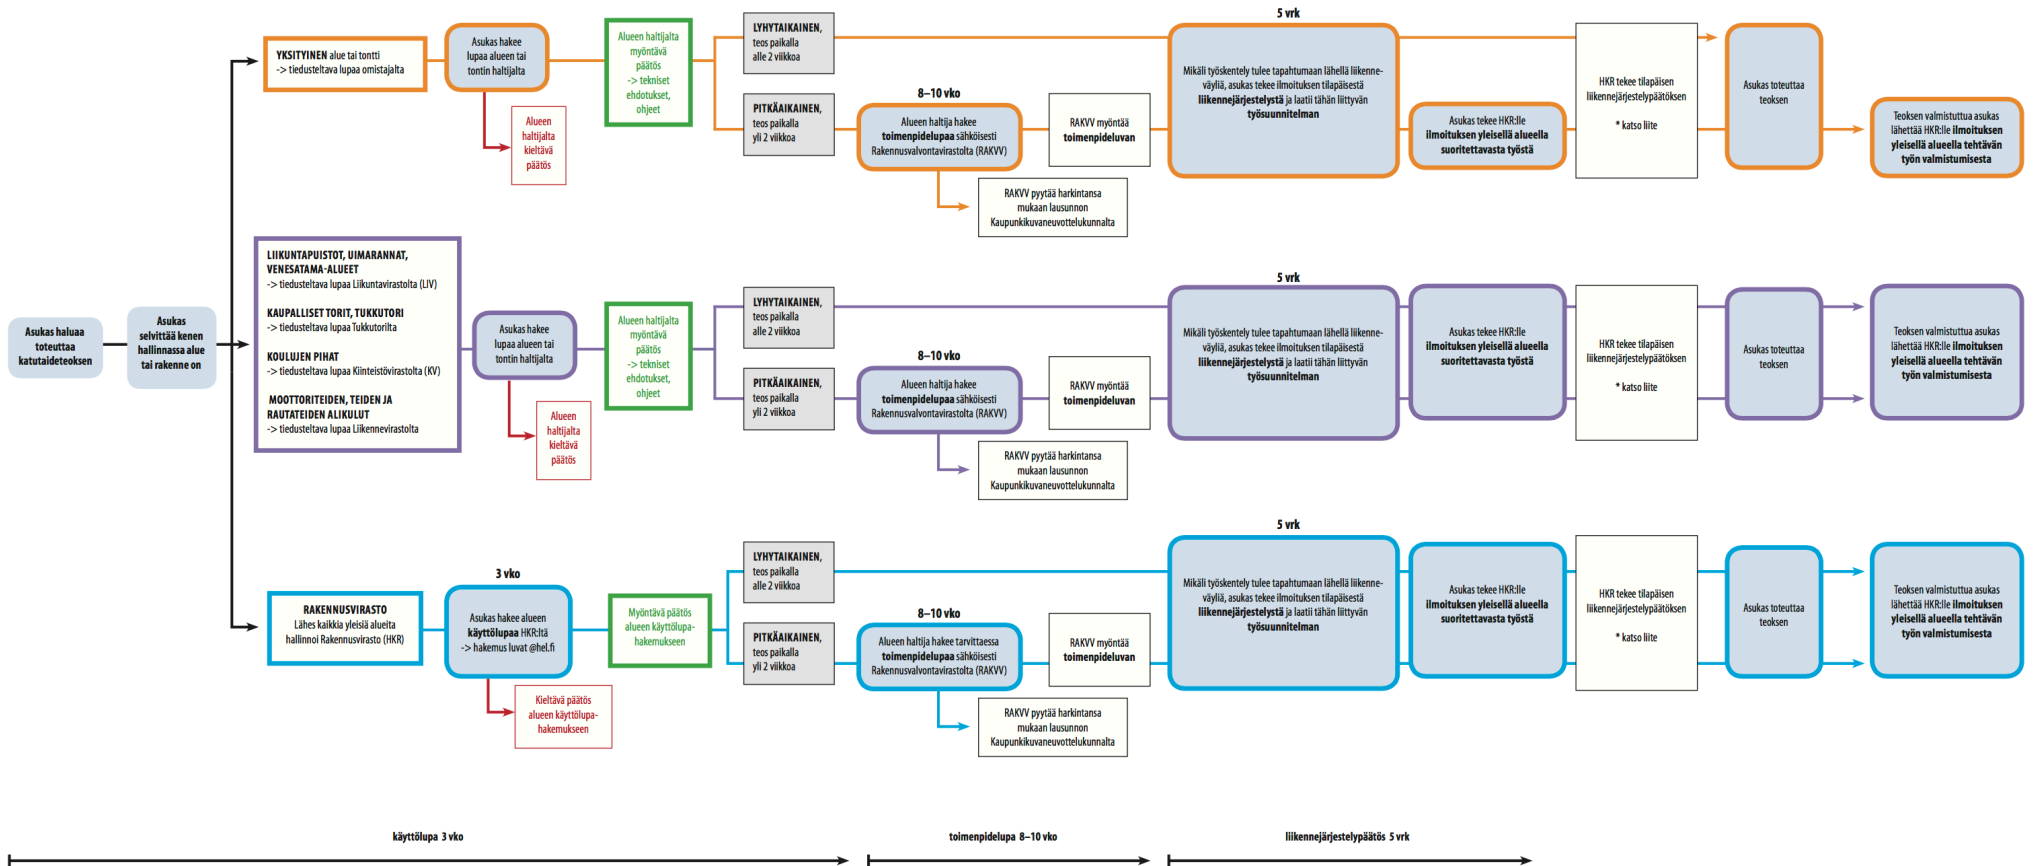 Asukas haluaa
toteuttaa
katutaideteoksen
Asukas
selvittää kenen
hallinnassa alue
tai rakenne on
YKSITYINEN alue tai tontti
-> tiedusteltava lupaa omistajalta
Asukas hakee
lupaa alueen tai
tontin haltijalta
Alueen
haltijalta
kieltävä
päätös
Alueen haltijalta
myöntävä
päätös
-> tekniset
ehdotukset,
ohjeet
LYHYTAIKAINEN,
teos paikalla
alle 2 viikkoa
PITKÄAIKAINEN,
teos paikalla
yli 2 viikkoa
8–10 vko
Alueen haltija hakee
toimenpidelupaa sähköisesti
Rakennusvalvontavirastolta (RAKVV)
RAKVV myöntää
toimenpideluvan
RAKVV pyytää harkintansa
mukaan lausunnon
Kaupunkikuvaneuvottelukunnalta
5 vrk
Mikäli työskentely tulee tapahtumaan lähellä liikenne-
väyliä, asukas tekee ilmoituksen tilapäisestä
liikennejärjestelystä ja laatii tähän liittyvän
työsuunnitelman
Asukas tekee HKR:lle
ilmoituksen yleisellä alueella
suoritettavasta työstä
HKR tekee tilapäisen
liikennejärjestelypäätöksen
* katso liite
Asukas toteuttaa
teoksen
Teoksen valmistuttua asukas
lähettää HKR:lle ilmoituksen
yleisellä alueella tehtävän
työn valmistumisesta
LIIKUNTAPUISTOT, UIMARANNAT,
VENESATAMA-ALUEET
-> tiedusteltava lupaa Liikuntavirastolta (LIV)
KAUPALLISET TORIT, TUKKUTORI
-> tiedusteltava lupaa Tukkutorilta
KOULUJEN PIHAT
-> tiedusteltava lupaa Kiinteistövirastolta (KV)
MOOTTORITEIDEN, TEIDEN JA
RAUTATEIDEN ALIKULUT
-> tiedusteltava lupaa Liikennevirastolta
Asukas hakee
lupaa alueen tai
tontin haltijalta
Alueen
haltijalta
kieltävä
päätös
Alueen haltijalta
myöntävä
päätös
-> tekniset
ehdotukset,
ohjeet
LYHYTAIKAINEN,
teos paikalla
alle 2 viikkoa
PITKÄAIKAINEN,
teos paikalla
yli 2 viikkoa
8–10 vko
Alueen haltija hakee
toimenpidelupaa sähköisesti
Rakennusvalvontavirastolta (RAKVV)
RAKVV myöntää
toimenpideluvan
RAKVV pyytää harkintansa
mukaan lausunnon
Kaupunkikuvaneuvottelukunnalta
5 vrk
Mikäli työskentely tulee tapahtumaan lähellä liikenne-
väyliä, asukas tekee ilmoituksen tilapäisestä
liikennejärjestelystä ja laatii tähän liittyvän
työsuunnitelman
Asukas tekee HKR:lle
ilmoituksen yleisellä alueella
suoritettavasta työstä
HKR tekee tilapäisen
liikennejärjestelypäätöksen
* katso liite
Asukas toteuttaa
teoksen
Teoksen valmistuttua asukas
lähettää HKR:lle ilmoituksen
yleisellä alueella tehtävän
työn valmistumisesta
RAKENNUSVIRASTO
Lähes kaikkia yleisiä alueita
hallinnoi Rakennusvirasto (HKR)
3 vko
Asukas hakee alueen
käyttölupaa HKR:ltä
-> hakemus luvat @hel.fi
Kieltävä päätös
alueen käyttölupa-
hakemukseen
Myöntävä päätös
alueen käyttölupa-
hakemukseen
LYHYTAIKAINEN,
teos paikalla
alle 2 viikkoa
PITKÄAIKAINEN,
teos paikalla
yli 2 viikkoa
8–10 vko
Alueen haltija hakee tarvittaessa
toimenpidelupaa sähköisesti
Rakennusvalvontavirastolta (RAKVV)
RAKVV myöntää
toimenpideluvan
RAKVV pyytää harkintansa
mukaan lausunnon
Kaupunkikuvaneuvottelukunnalta
5 vrk
Mikäli työskentely tulee tapahtumaan lähellä liikenne-
väyliä, asukas tekee ilmoituksen tilapäisestä
liikennejärjestelystä ja laatii tähän liittyvän
työsuunnitelman
Asukas tekee HKR:lle
ilmoituksen yleisellä alueella
suoritettavasta työstä
HKR tekee tilapäisen
liikennejärjestelypäätöksen
* katso liite
Asukas toteuttaa
teoksen
Teoksen valmistuttua asukas
lähettää HKR:lle ilmoituksen
yleisellä alueella tehtävän
työn valmistumisesta
käyttölupa 3 vko
toimenpidelupa 8–10 vko
liikennejärjestelypäätös 5 vrk